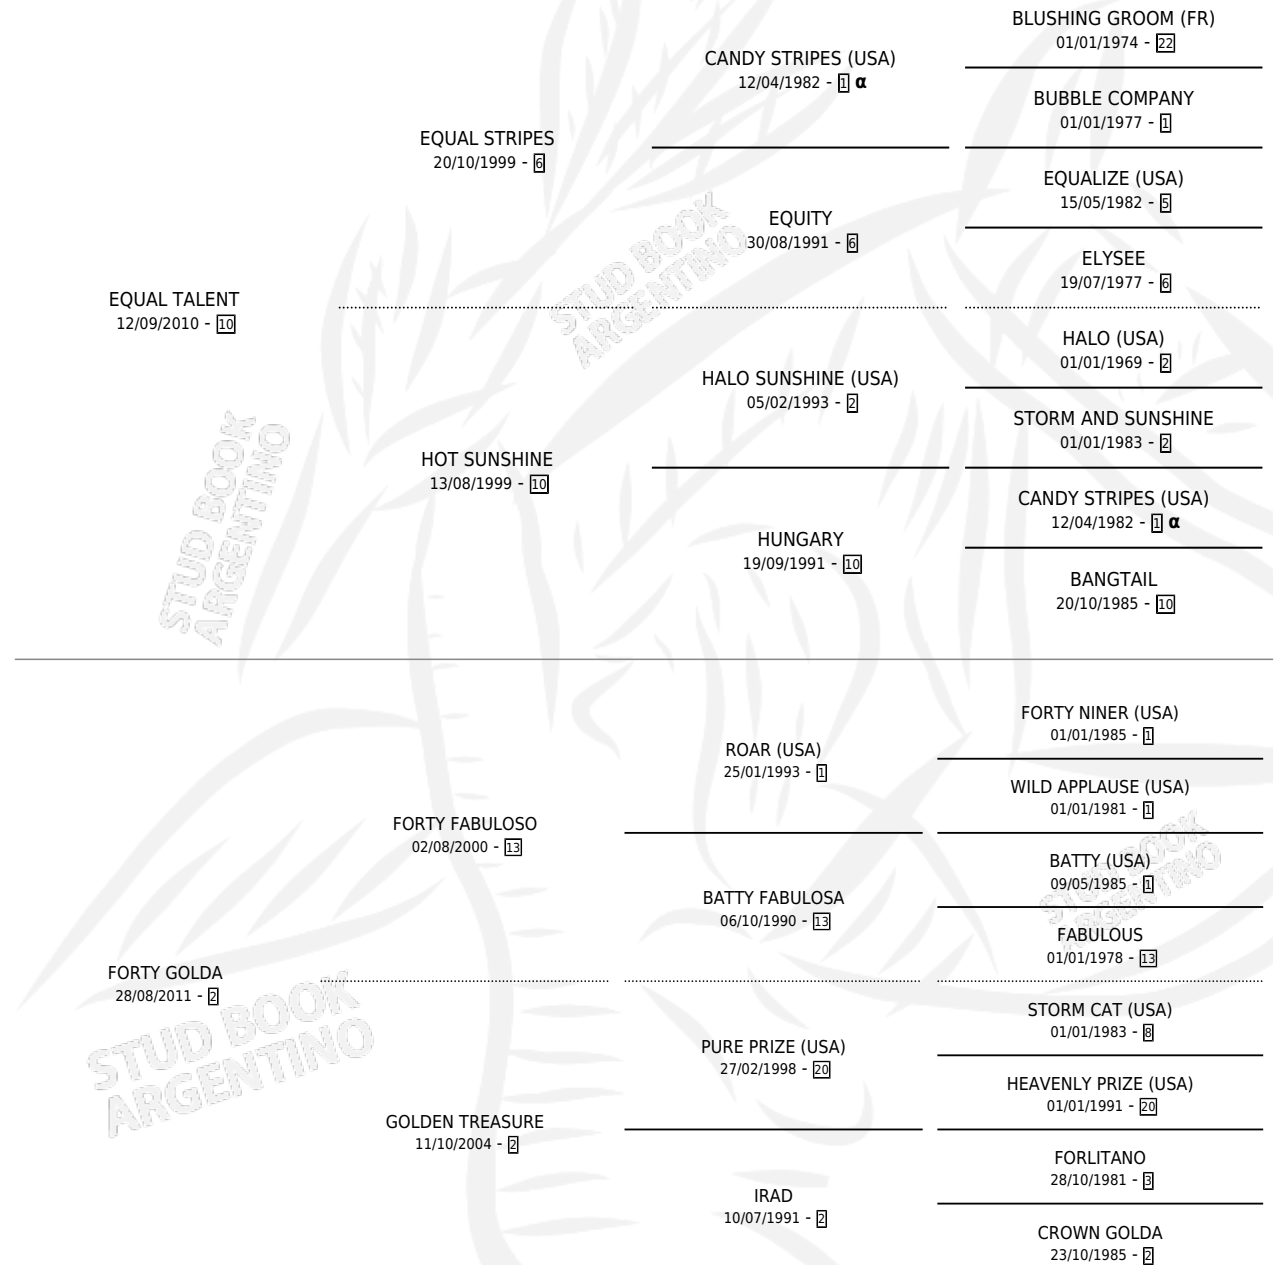 BLUSHING GROOM (FR)
01/01/1974 - 22
CANDY STRIPES (USA)
12/04/1982 - 1 α
BUBBLE COMPANY
01/01/1977 - 1
EQUAL STRIPES
20/10/1999 - 6
EQUALIZE (USA)
15/05/1982 - 5
EQUITY
30/08/1991 - 6
ELYSEE
19/07/1977 - 6
EQUAL TALENT
12/09/2010 - 10
HALO (USA)
01/01/1969 - 2
HALO SUNSHINE (USA)
05/02/1993 - 2
STORM AND SUNSHINE
01/01/1983 - 2
HOT SUNSHINE
13/08/1999 - 10
CANDY STRIPES (USA)
12/04/1982 - 1 α
HUNGARY
19/09/1991 - 10
BANGTAIL
20/10/1985 - 10
FORTY NINER (USA)
01/01/1985 - 1
ROAR (USA)
25/01/1993 - 1
WILD APPLAUSE (USA)
01/01/1981 - 1
FORTY FABULOSO
02/08/2000 - 13
BATTY (USA)
09/05/1985 - 1
BATTY FABULOSA
06/10/1990 - 13
FABULOUS
01/01/1978 - 13
FORTY GOLDA
28/08/2011 - 2
STORM CAT (USA)
01/01/1983 - 8
PURE PRIZE (USA)
27/02/1998 - 20
HEAVENLY PRIZE (USA)
01/01/1991 - 20
GOLDEN TREASURE
11/10/2004 - 2
FORLITANO
28/10/1981 - 3
IRAD
10/07/1991 - 2
CROWN GOLDA
23/10/1985 - 2
STUD BOOK
ARGENTINO
STUD BOOK
ARGENTINO
STUD BOOK
ARGENTINO
STUD BOOK
ARGENTINO